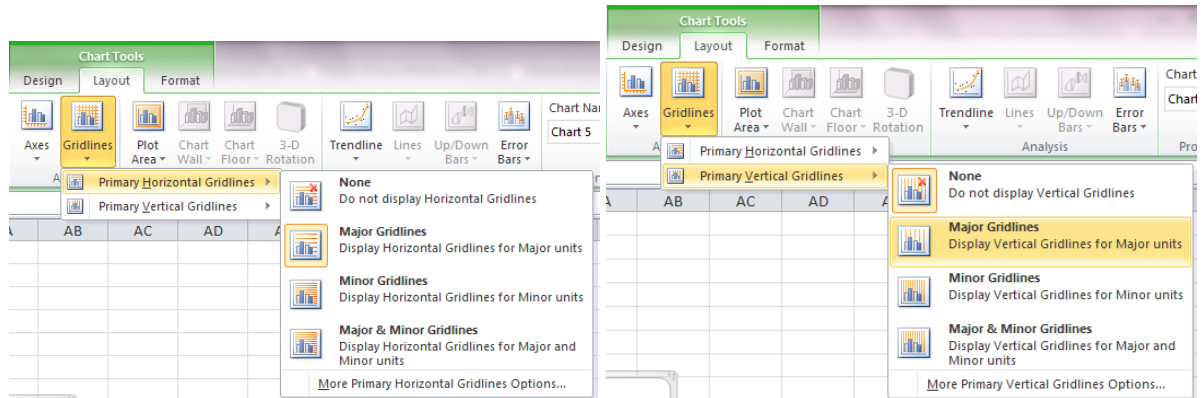 Chart Tools
Design Layout Format
Axes Gridlines Plot Area Chart Wall Chart Floor 3-D Rotation Trendline Lines Up/Down Bars Error Bars
Chart Nar
Chart 5
Primary Horizontal Gridlines
Primary Vertical Gridlines
AB AC AD
None
Do not display Horizontal Gridlines
Major Gridlines
Display Horizontal Gridlines for Major units
Minor Gridlines
Display Horizontal Gridlines for Minor units
Major & Minor Gridlines
Display Horizontal Gridlines for Major and
Minor units
More Primary Horizontal Gridlines Options...
Chart Tools
Design Layout Format
Axes Gridlines Plot Area Chart Wall Chart Floor 3-D Rotation Trendline Lines Up/Down Bars Error Bars
Chart
Chart
Primary Horizontal Gridlines
Analysis
Pro
Primary Vertical Gridlines
AB AC AD
None
Do not display Vertical Gridlines
Major Gridlines
Display Vertical Gridlines for Major units
Minor Gridlines
Display Vertical Gridlines for Minor units
Major & Minor Gridlines
Display Vertical Gridlines for Major and
Minor units
More Primary Vertical Gridlines Options...